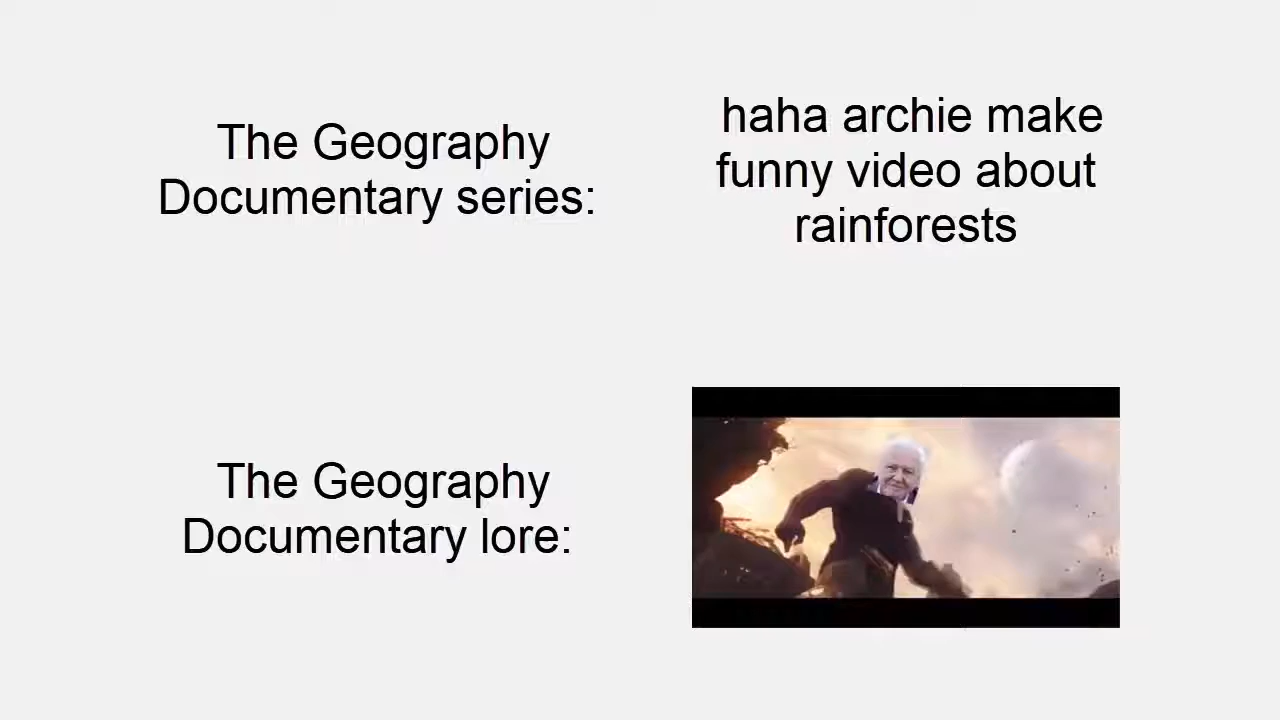 The Geography
Documentary series:
haha archie make
funny video about
rainforests
The Geography
Documentary lore: